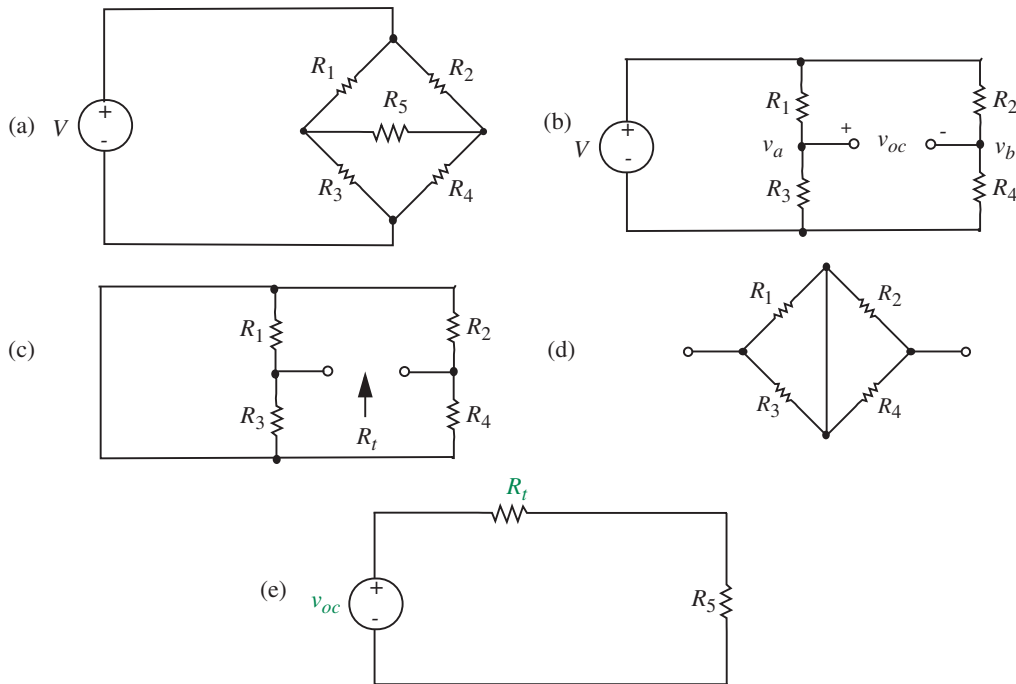 (a)
V
+
-
R1
R2
R5
R3
R4
(b)
V
+
-
R1
R2
va
+
voc
-
vb
R3
R4
(c)
R1
R2
R3
R4
Rt
(d)
R1
R2
R3
R4
(e)
Rt
voc
+
-
R5